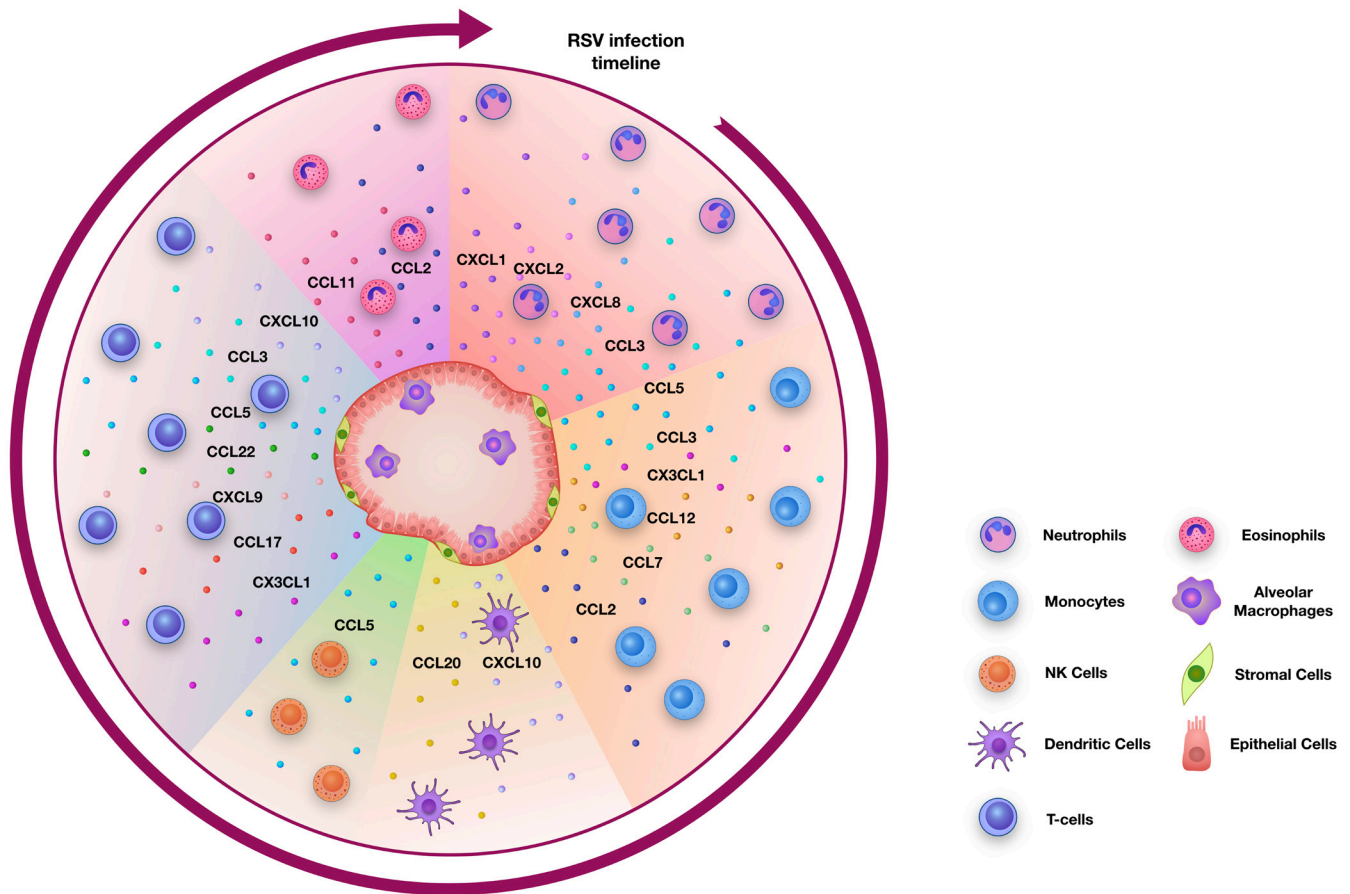 RSV infection
timeline
CXCL1
CXCL2
CXCL8
CCL3
CCL5
CCL3
CX3CL1
CCL12
CCL7
CCL2
CXCL10
CCL20
CCL5
CX3CL1
CCL17
CXCL9
CCL22
CCL5
CCL3
CXCL10
CCL11
CCL2
Neutrophils
Eosinophils
Monocytes
Alveolar
Macrophages
NK Cells
Stromal Cells
Dendritic Cells
Epithelial Cells
T-cells